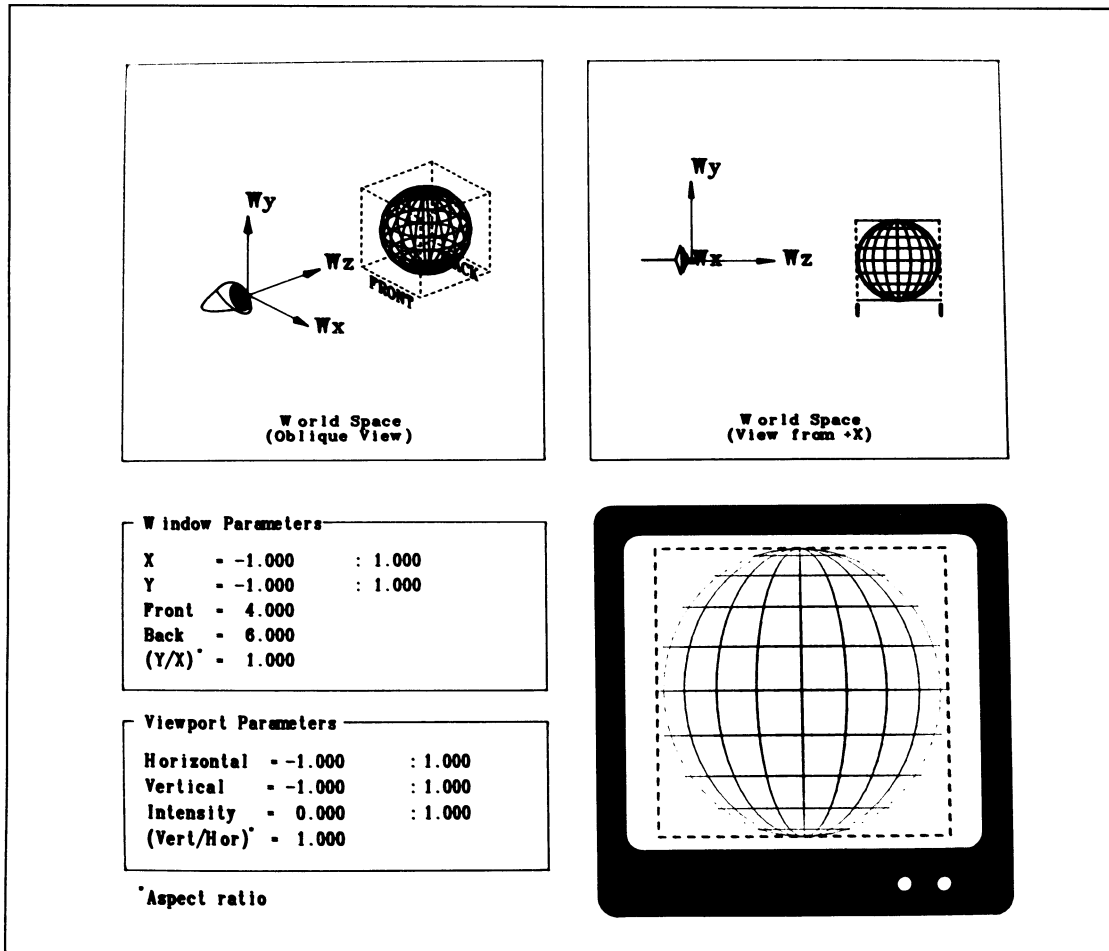 Wy
Wz
Wx
FRONT
World Space
(Oblique View)
Wy
Wx
Wz
World Space
(View from +X)
Window Parameters
X = -1.000 : 1.000
Y = -1.000 : 1.000
Front = 4.000
Back = 6.000
(Y/X)* = 1.000
Viewport Parameters
Horizontal = -1.000 : 1.000
Vertical = -1.000 : 1.000
Intensity = 0.000 : 1.000
(Vert/Hor)* = 1.000
*Aspect ratio